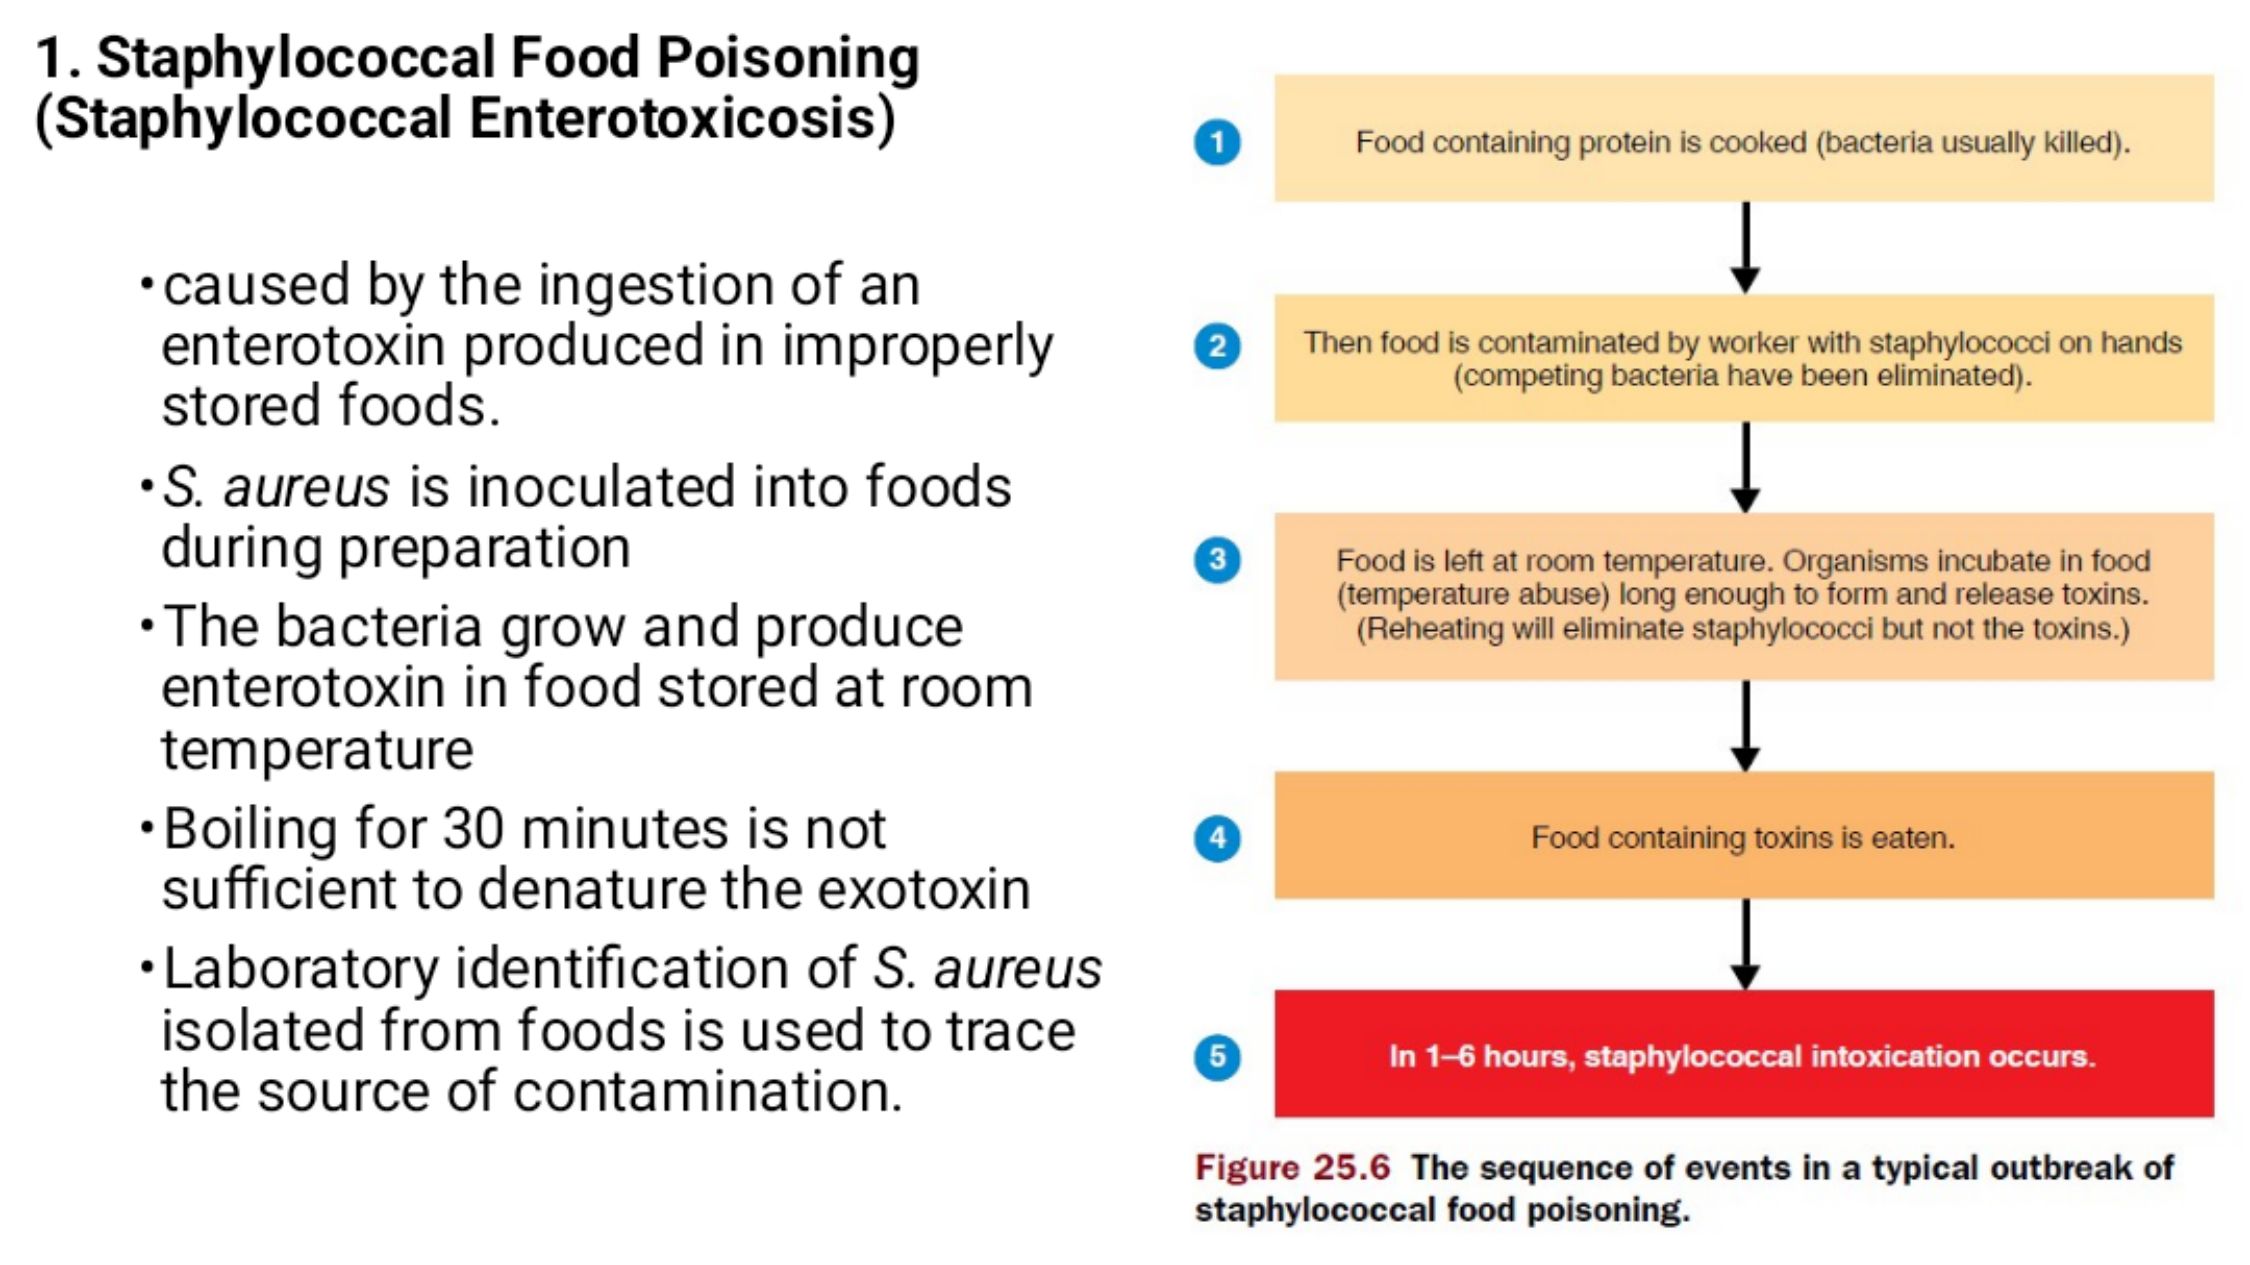 1. Staphylococcal Food Poisoning
(Staphylococcal Enterotoxicosis)
•caused by the ingestion of an
enterotoxin produced in improperly
stored foods.
•S. aureus is inoculated into foods
during preparation
•The bacteria grow and produce
enterotoxin in food stored at room
temperature
•Boiling for 30 minutes is not
sufficient to denature the exotoxin
•Laboratory identification of S. aureus
isolated from foods is used to trace
the source of contamination.
1
Food containing protein is cooked (bacteria usually killed).
2
Then food is contaminated by worker with staphylococci on hands
(competing bacteria have been eliminated).
3
Food is left at room temperature. Organisms incubate in food
(temperature abuse) long enough to form and release toxins.
(Reheating will eliminate staphylococci but not the toxins.)
4
Food containing toxins is eaten.
5
In 1–6 hours, staphylococcal intoxication occurs.
Figure 25.6 The sequence of events in a typical outbreak of
staphylococcal food poisoning.